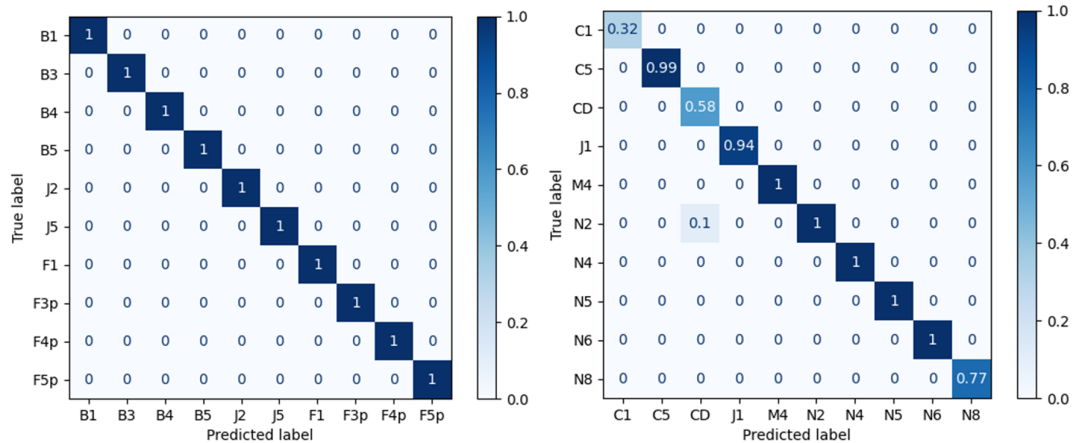 B1 1 0 0 0 0 0 0 0 0 0
B3 0 1 0 0 0 0 0 0 0 0
B4 0 0 1 0 0 0 0 0 0 0
B5 0 0 0 1 0 0 0 0 0 0
J2 0 0 0 0 1 0 0 0 0 0
J5 0 0 0 0 0 1 0 0 0 0
F1 0 0 0 0 0 0 1 0 0 0
F3p 0 0 0 0 0 0 0 1 0 0
F4p 0 0 0 0 0 0 0 0 1 0
F5p 0 0 0 0 0 0 0 0 0 1
B1 B3 B4 B5 J2 J5 F1 F3p F4p F5p
Predicted label
True label
1.0
0.8
0.6
0.4
0.2
0.0
C1 0.32 0 0 0 0 0 0 0 0 0
C5 0 0.99 0 0 0 0 0 0 0 0
CD 0 0 0.58 0 0 0 0 0 0 0
J1 0 0 0 0.94 0 0 0 0 0 0
M4 0 0 0 0 1 0 0 0 0 0
N2 0 0 0.1 0 0 1 0 0 0 0
N4 0 0 0 0 0 0 1 0 0 0
N5 0 0 0 0 0 0 0 1 0 0
N6 0 0 0 0 0 0 0 0 1 0
N8 0 0 0 0 0 0 0 0 0 0.77
C1 C5 CD J1 M4 N2 N4 N5 N6 N8
Predicted label
True label
1.0
0.8
0.6
0.4
0.2
0.0